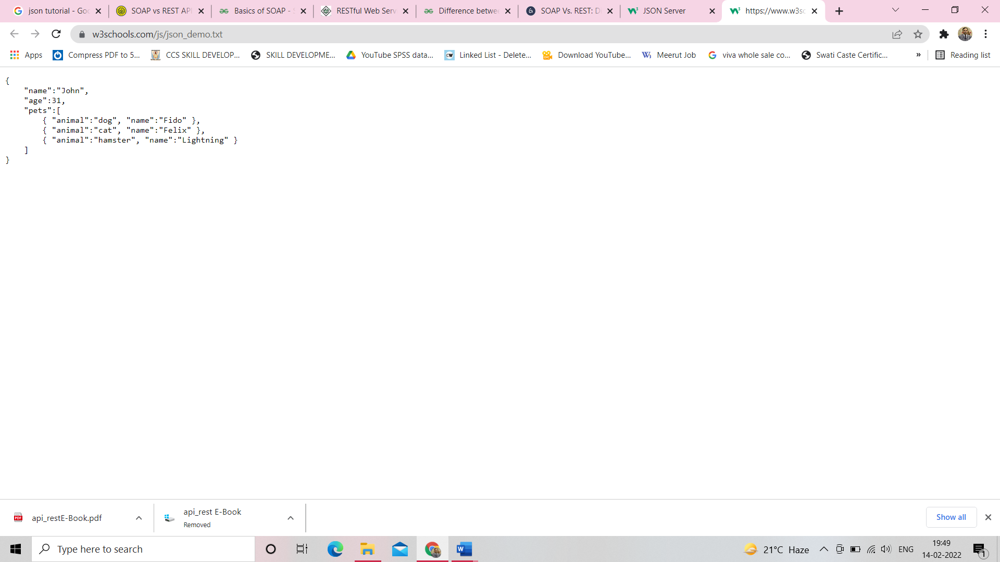 json tutorial - Goo
SOAP vs REST API
Basics of SOAP - S
RESTful Web Serv
Difference betwee
SOAP Vs. REST: D
JSON Server
https://www.w3sc
w3schools.com/js/json_demo.txt
Apps
Compress PDF to 5...
CCS SKILL DEVELOP...
SKILL DEVELOPME...
YouTube SPSS data...
Linked List - Delete...
Download YouTube...
Meerut Job
viva whole sale co...
Swati Caste Certific...
»
Reading list
{
"name":"John",
"age":31,
"pets":[
{ "animal":"dog", "name":"Fido" },
{ "animal":"cat", "name":"Felix" },
{ "animal":"hamster", "name":"Lightning" }
]
}
api_restE-Book.pdf
api_rest E-Book
Removed
Show all
Type here to search
21°C Haze
ENG
19:49
14-02-2022
1